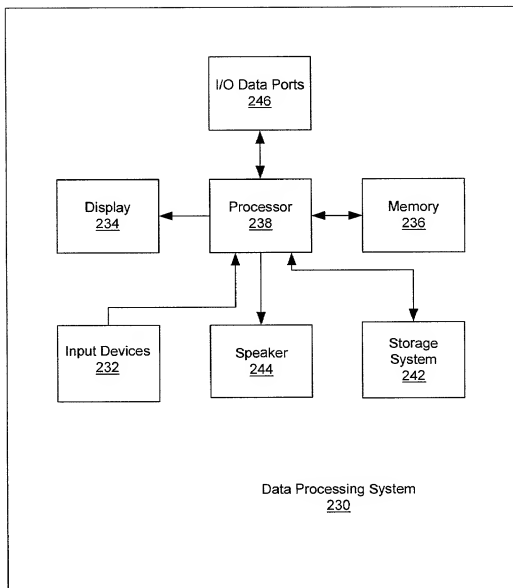 I/O Data Ports
246
Display
234
Processor
238
Memory
236
Input Devices
232
Speaker
244
Storage
System
242
Data Processing System
230